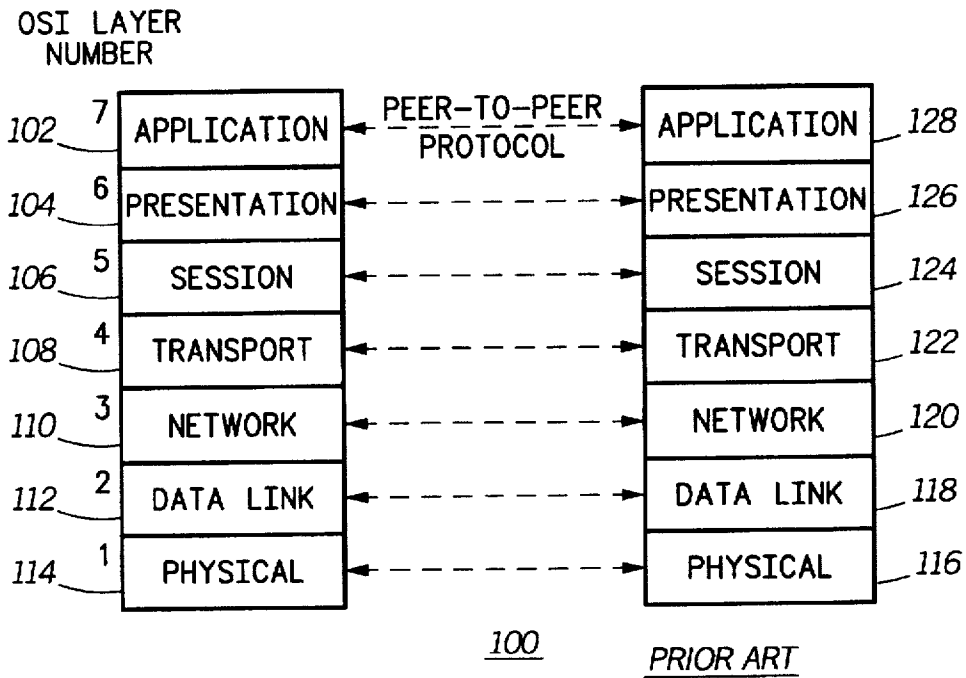 OSI LAYER
NUMBER
7
102
APPLICATION
PEER-TO-PEER
PROTOCOL
APPLICATION
128
6
104
PRESENTATION
PRESENTATION
126
5
106
SESSION
SESSION
124
4
108
TRANSPORT
TRANSPORT
122
3
110
NETWORK
NETWORK
120
2
112
DATA LINK
DATA LINK
118
1
114
PHYSICAL
PHYSICAL
116
100
PRIOR ART